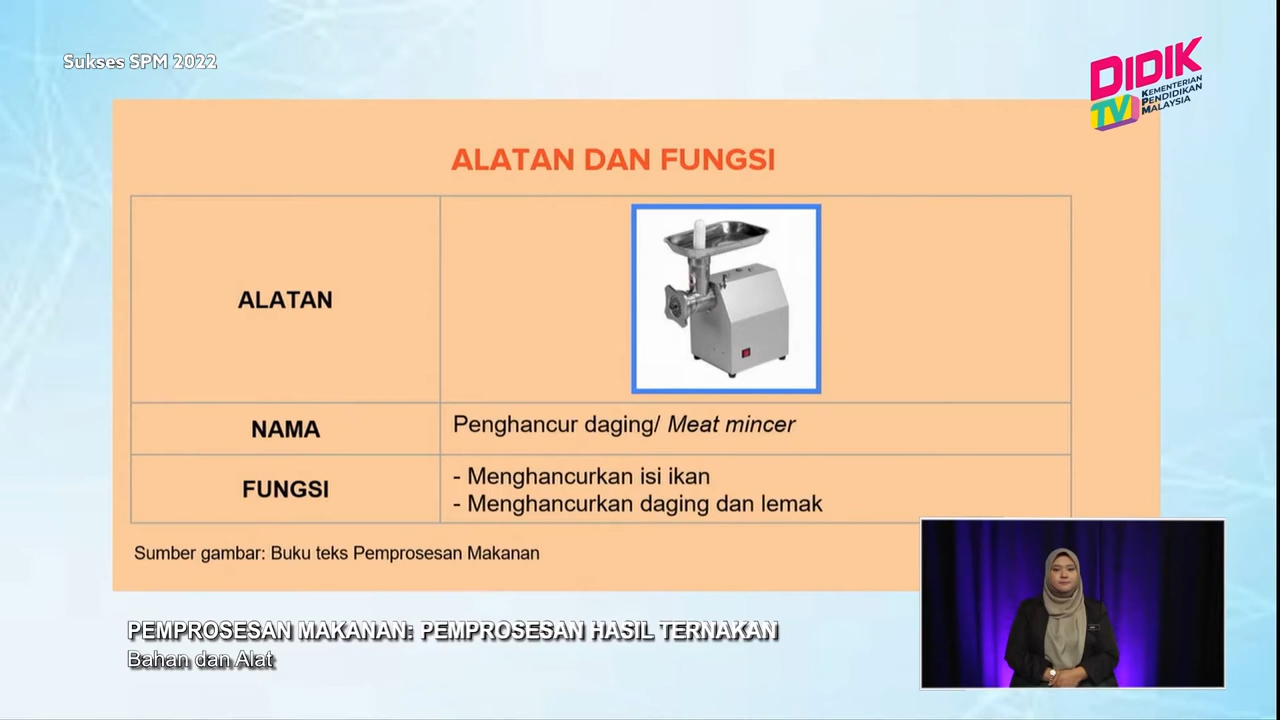 Sukses SPM 2022
DIDIK
TV
KEMENTERIAN
PENDIDIKAN
MALAYSIA
ALATAN DAN FUNGSI
ALATAN
NAMA
Penghancur daging/ Meat mincer
FUNGSI
- Menghancurkan isi ikan
- Menghancurkan daging dan lemak
Sumber gambar: Buku teks Pemprosesan Makanan
PEMPROSESAN MAKANAN: PEMPROSESAN HASIL TERNAKAN
Bahan dan Alat